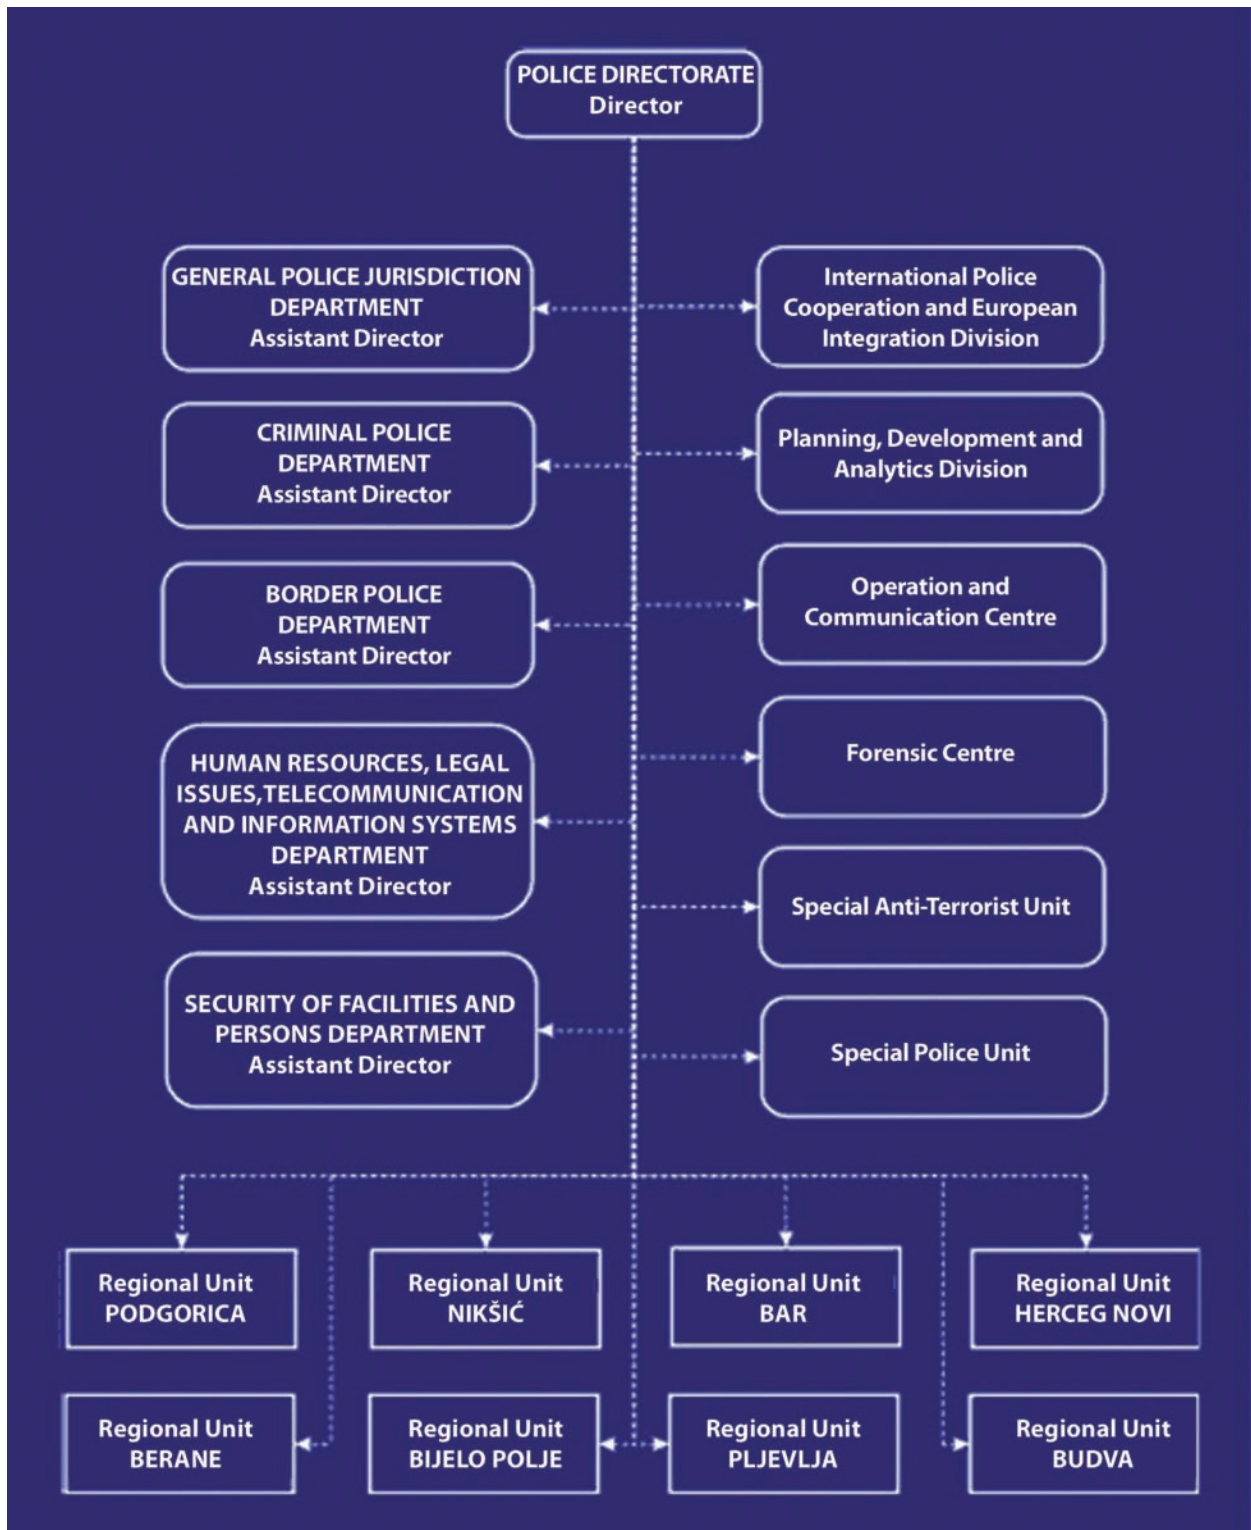 POLICE DIRECTORATE
Director
GENERAL POLICE JURISDICTION
DEPARTMENT
Assistant Director
International Police
Cooperation and European
Integration Division
CRIMINAL POLICE
DEPARTMENT
Assistant Director
Planning, Development and
Analytics Division
BORDER POLICE
DEPARTMENT
Assistant Director
Operation and
Communication Centre
HUMAN RESOURCES, LEGAL
ISSUES,TELECOMMUNICATION
AND INFORMATION SYSTEMS
DEPARTMENT
Assistant Director
Forensic Centre
Special Anti-Terrorist Unit
SECURITY OF FACILITIES AND
PERSONS DEPARTMENT
Assistant Director
Special Police Unit
Regional Unit
PODGORICA
Regional Unit
NIKŠIĆ
Regional Unit
BAR
Regional Unit
HERCEG NOVI
Regional Unit
BERANE
Regional Unit
BIJELO POLJE
Regional Unit
PLJEVLJA
Regional Unit
BUDVA